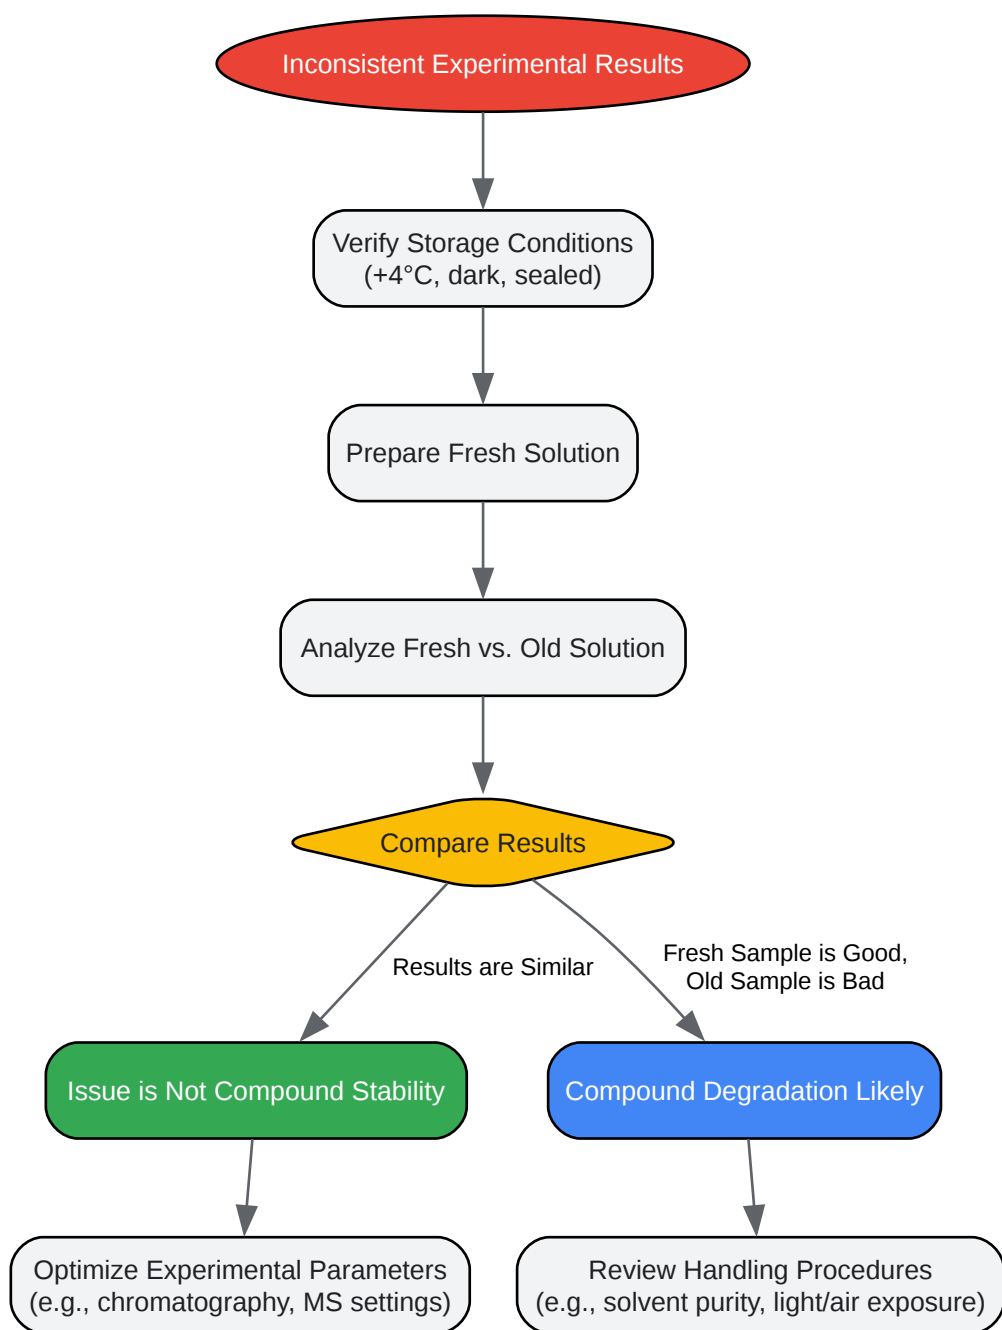 Inconsistent Experimental Results
Verify Storage Conditions
(+4°C, dark, sealed)
Prepare Fresh Solution
Analyze Fresh vs. Old Solution
Compare Results
Results are Similar
Fresh Sample is Good,
Old Sample is Bad
Issue is Not Compound Stability
Compound Degradation Likely
Optimize Experimental Parameters
(e.g., chromatography, MS settings)
Review Handling Procedures
(e.g., solvent purity, light/air exposure)